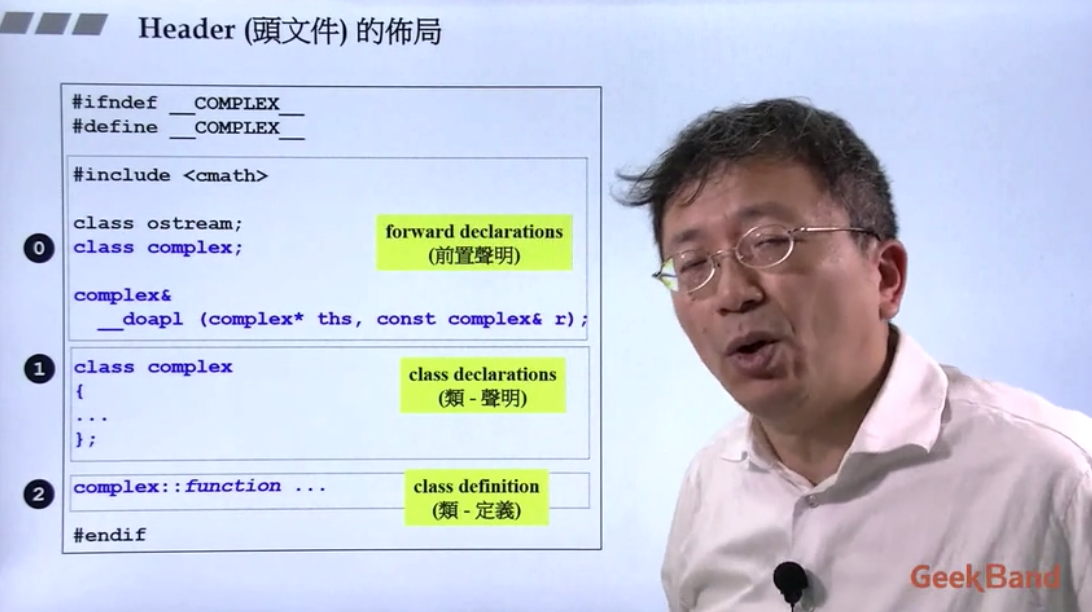 Header (頭文件) 的佈局
#ifndef __COMPLEX__
#define __COMPLEX__
#include <cmath>
class ostream;
class complex;
complex&
__doapl (complex* ths, const complex& r);
0
forward declarations
(前置聲明)
1
class complex
{
...
};
class declarations
(類 - 聲明)
2
complex::function ...
class definition
(類 - 定義)
#endif
GeekBand